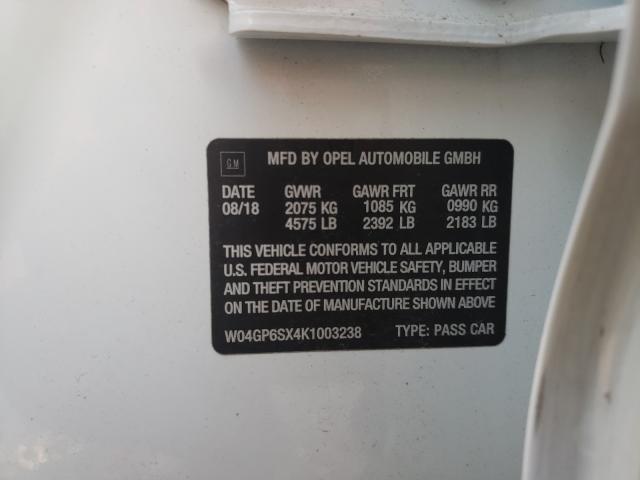 GM MFD BY OPEL AUTOMOBILE GMBH
DATE GVWR GAWR FRT GAWR RR
08/18 2075 KG 1085 KG 0990 KG
4575 LB 2392 LB 2183 LB
THIS VEHICLE CONFORMS TO ALL APPLICABLE
U.S. FEDERAL MOTOR VEHICLE SAFETY, BUMPER
AND THEFT PREVENTION STANDARDS IN EFFECT
ON THE DATE OF MANUFACTURE SHOWN ABOVE
W04GP6SX4K1003238 TYPE: PASS CAR